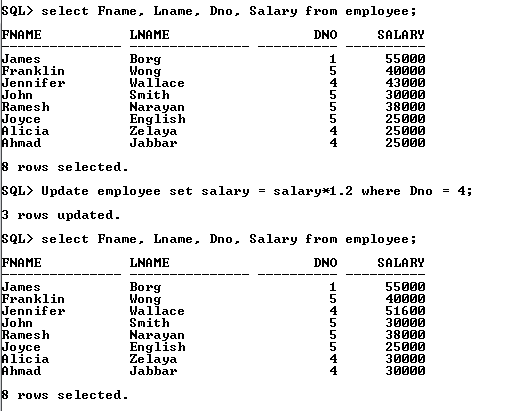 SQL> select Fname, Lname, Dno, Salary from employee;
FNAME LNAME DNO SALARY
--------------- --------------- ---------- ----------
James Borg 1 55000
Franklin Wong 5 40000
Jennifer Wallace 4 43000
John Smith 5 30000
Ramesh Narayan 5 38000
Joyce English 5 25000
Alicia Zelaya 4 25000
Ahmad Jabbar 4 25000
8 rows selected.
SQL> Update employee set salary = salary*1.2 where Dno = 4;
3 rows updated.
SQL> select Fname, Lname, Dno, Salary from employee;
FNAME LNAME DNO SALARY
--------------- --------------- ---------- ----------
James Borg 1 55000
Franklin Wong 5 40000
Jennifer Wallace 4 51600
John Smith 5 30000
Ramesh Narayan 5 38000
Joyce English 5 25000
Alicia Zelaya 4 30000
Ahmad Jabbar 4 30000
8 rows selected.